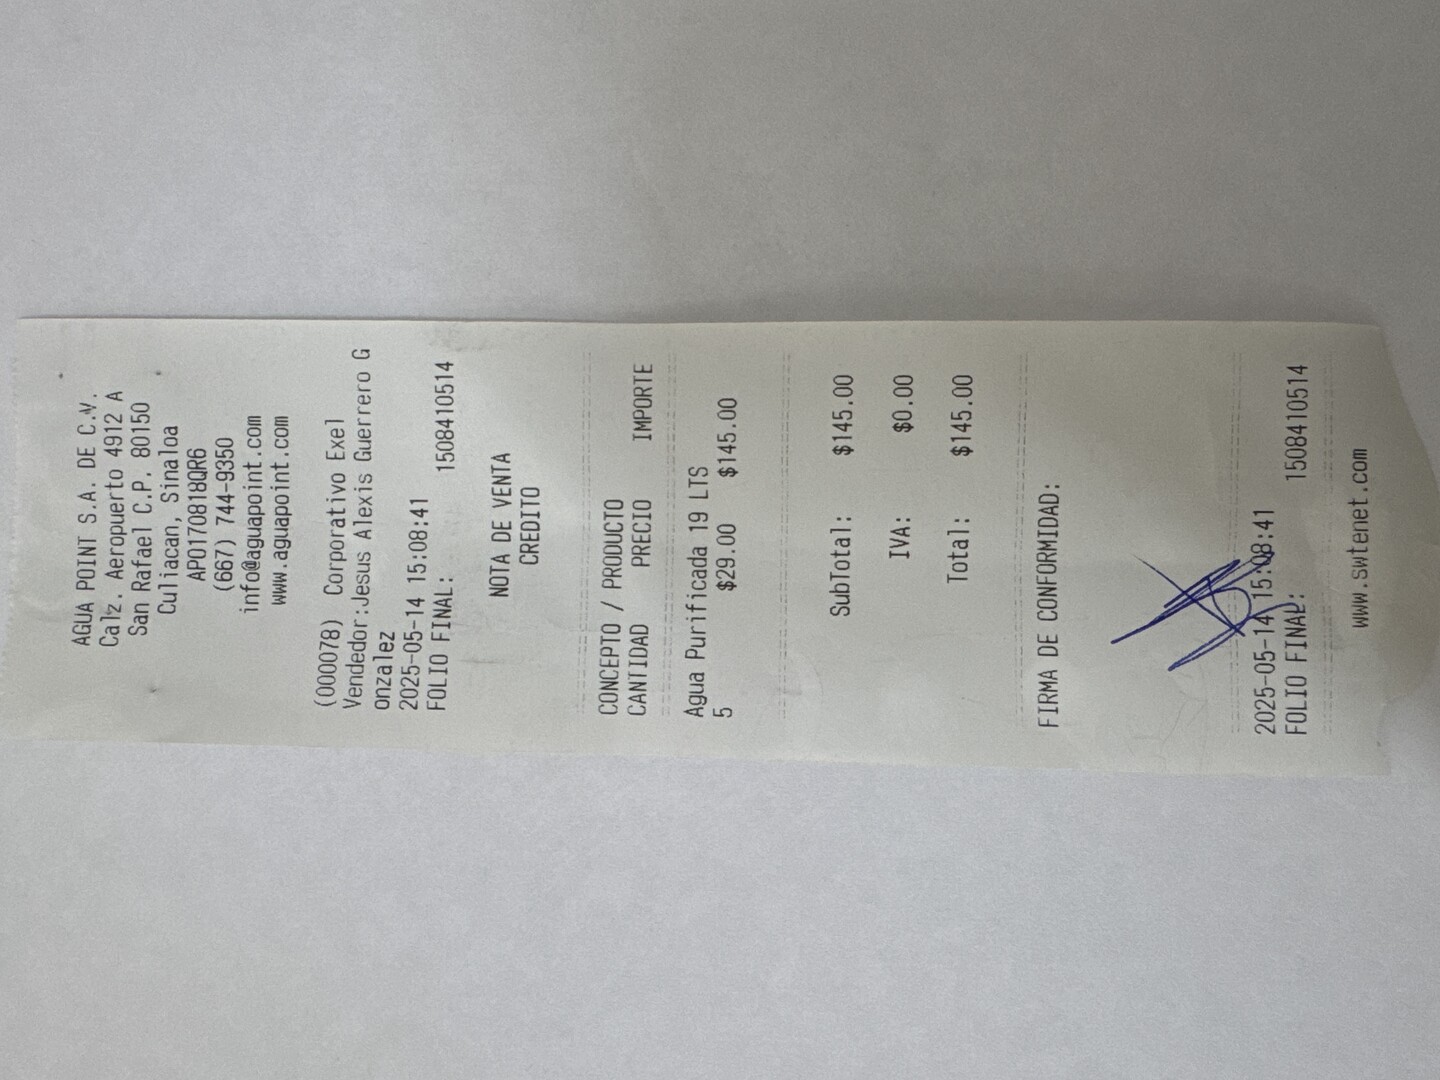 AGUA POINT S.A. DE C.V.
Calz. Aeropuerto 4912 A
San Rafael C.P. 80150
Culiacan, Sinaloa
APO170818QR6
(667) 744-9350
info@aguapoint.com
www.aguapoint.com
(000078) Corporativo Exel
Vendedor:Jesus Alexis Guerrero G
onzalez
2025-05-14 15:08:41
FOLIO FINAL: 1508410514
NOTA DE VENTA
CREDITO
CONCEPTO / PRODUCTO
CANTIDAD PRECIO IMPORTE
Agua Purificada 19 LTS
5 $29.00 $145.00
SubTotal: $145.00
IVA: $0.00
Total: $145.00
FIRMA DE CONFORMIDAD:
2025-05-14 15:08:41
FOLIO FINAL: 1508410514
www.swtenet.com